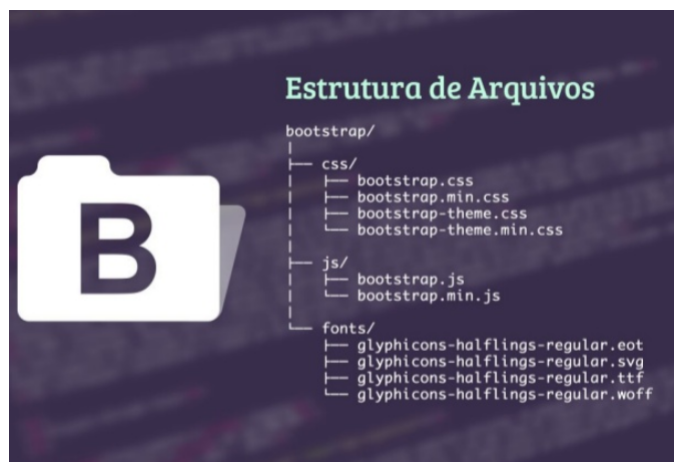 Estrutura de Arquivos
bootstrap/
|
├── css/
|   ├── bootstrap.css
|   ├── bootstrap.min.css
|   ├── bootstrap-theme.css
|   └── bootstrap-theme.min.css
|
├── js/
|   ├── bootstrap.js
|   └── bootstrap.min.js
|
└── fonts/
    ├── glyphicons-halflings-regular.eot
    ├── glyphicons-halflings-regular.svg
    ├── glyphicons-halflings-regular.ttf
    └── glyphicons-halflings-regular.woff
B